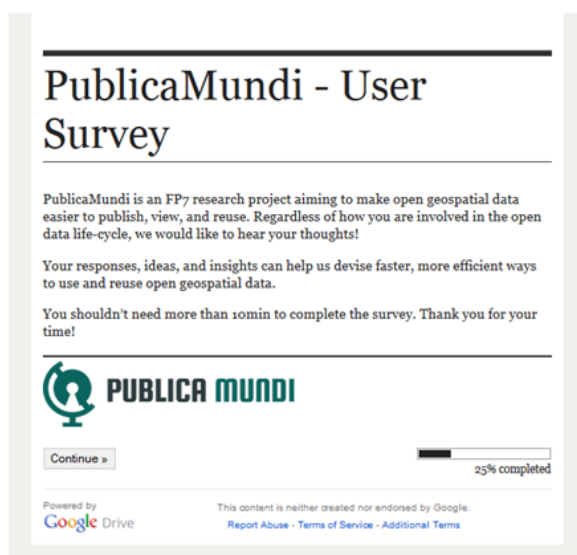 PublicaMundi - User
Survey
PublicaMundi is an FP7 research project aiming to make open geospatial data
easier to publish, view, and reuse. Regardless of how you are involved in the open
data life-cycle, we would like to hear your thoughts!
Your responses, ideas, and insights can help us devise faster, more efficient ways
to use and reuse open geospatial data.
You shouldn't need more than 10min to complete the survey. Thank you for your
time!
PUBLICA MUNDI
Continue »
25% completed
Powered by
Google Drive
This content is neither created nor endorsed by Google.
Report Abuse - Terms of Service - Additional Terms